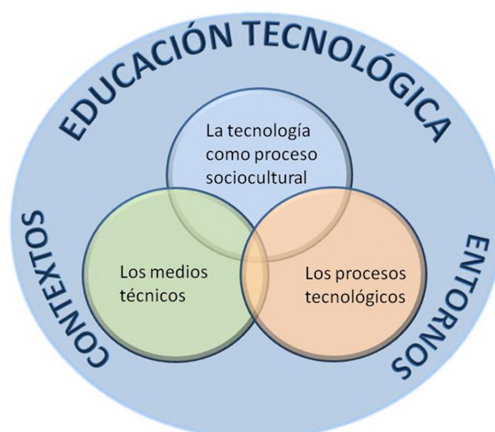 EDUCACIÓN TECNOLÓGICA
La tecnología
como proceso
sociocultural
Los medios
técnicos
Los procesos
tecnológicos
CONTEXTOS
ENTORNOS